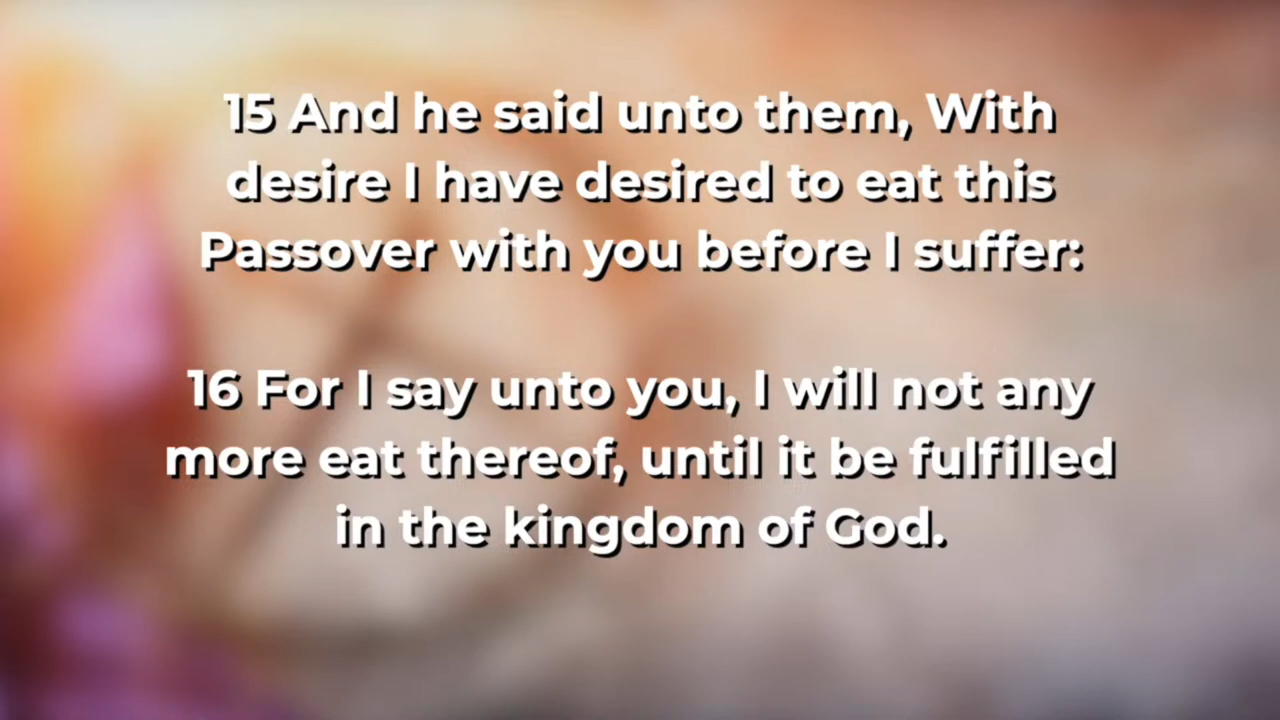 15 And he said unto them, With
desire I have desired to eat this
Passover with you before I suffer:
16 For I say unto you, I will not any
more eat thereof, until it be fulfilled
in the kingdom of God.